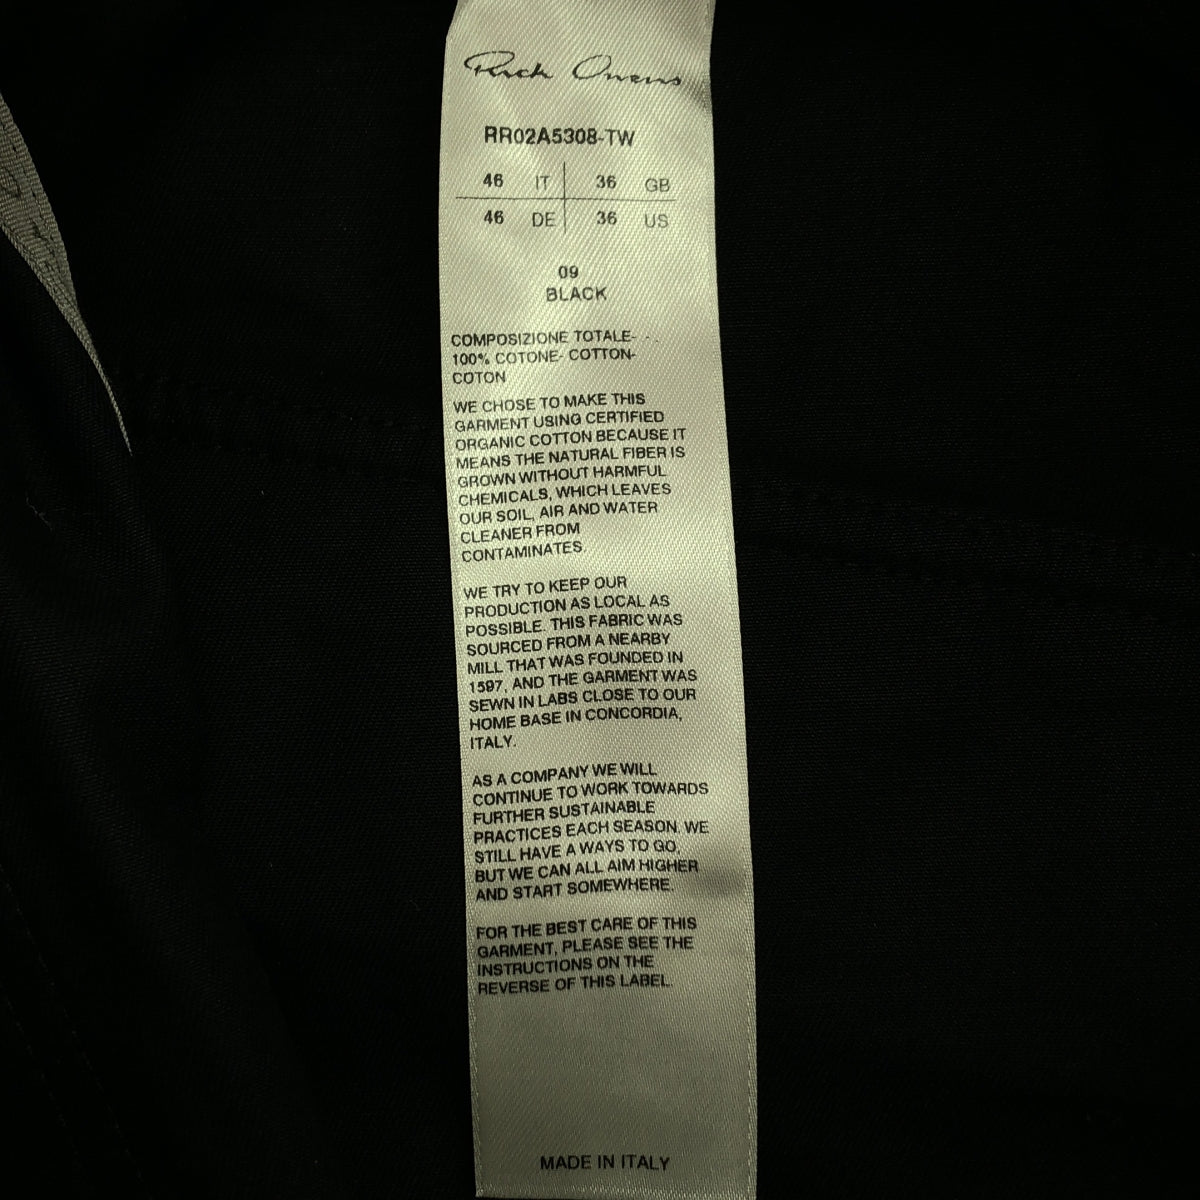 Rick Owens
RR02A5308-TW
46 IT 36 GB
46 DE 36 US
09
BLACK
COMPOSIZIONE TOTALE- - .
100% COTONE- COTTON-
COTON
WE CHOSE TO MAKE THIS
GARMENT USING CERTIFIED
ORGANIC COTTON BECAUSE IT
MEANS THE NATURAL FIBER IS
GROWN WITHOUT HARMFUL
CHEMICALS, WHICH LEAVES
OUR SOIL, AIR AND WATER
CLEANER FROM
CONTAMINATES.
WE TRY TO KEEP OUR
PRODUCTION AS LOCAL AS
POSSIBLE. THIS FABRIC WAS
SOURCED FROM A NEARBY
MILL THAT WAS FOUNDED IN
1597, AND THE GARMENT WAS
SEWN IN LABS CLOSE TO OUR
HOME BASE IN CONCORDIA,
ITALY.
AS A COMPANY WE WILL
CONTINUE TO WORK TOWARDS
FURTHER SUSTAINABLE
PRACTICES EACH SEASON. WE
STILL HAVE A WAYS TO GO,
BUT WE CAN ALL AIM HIGHER
AND START SOMEWHERE.
FOR THE BEST CARE OF THIS
GARMENT, PLEASE SEE THE
INSTRUCTIONS ON THE
REVERSE OF THIS LABEL.
MADE IN ITALY